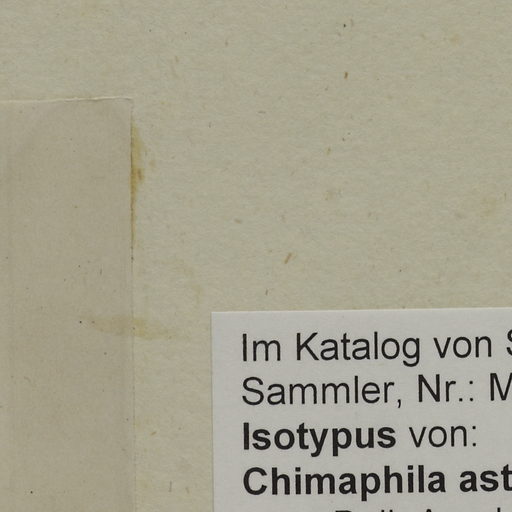 Im Katalog von
Sammler, Nr.:
Isotypus von:
Chimaphila